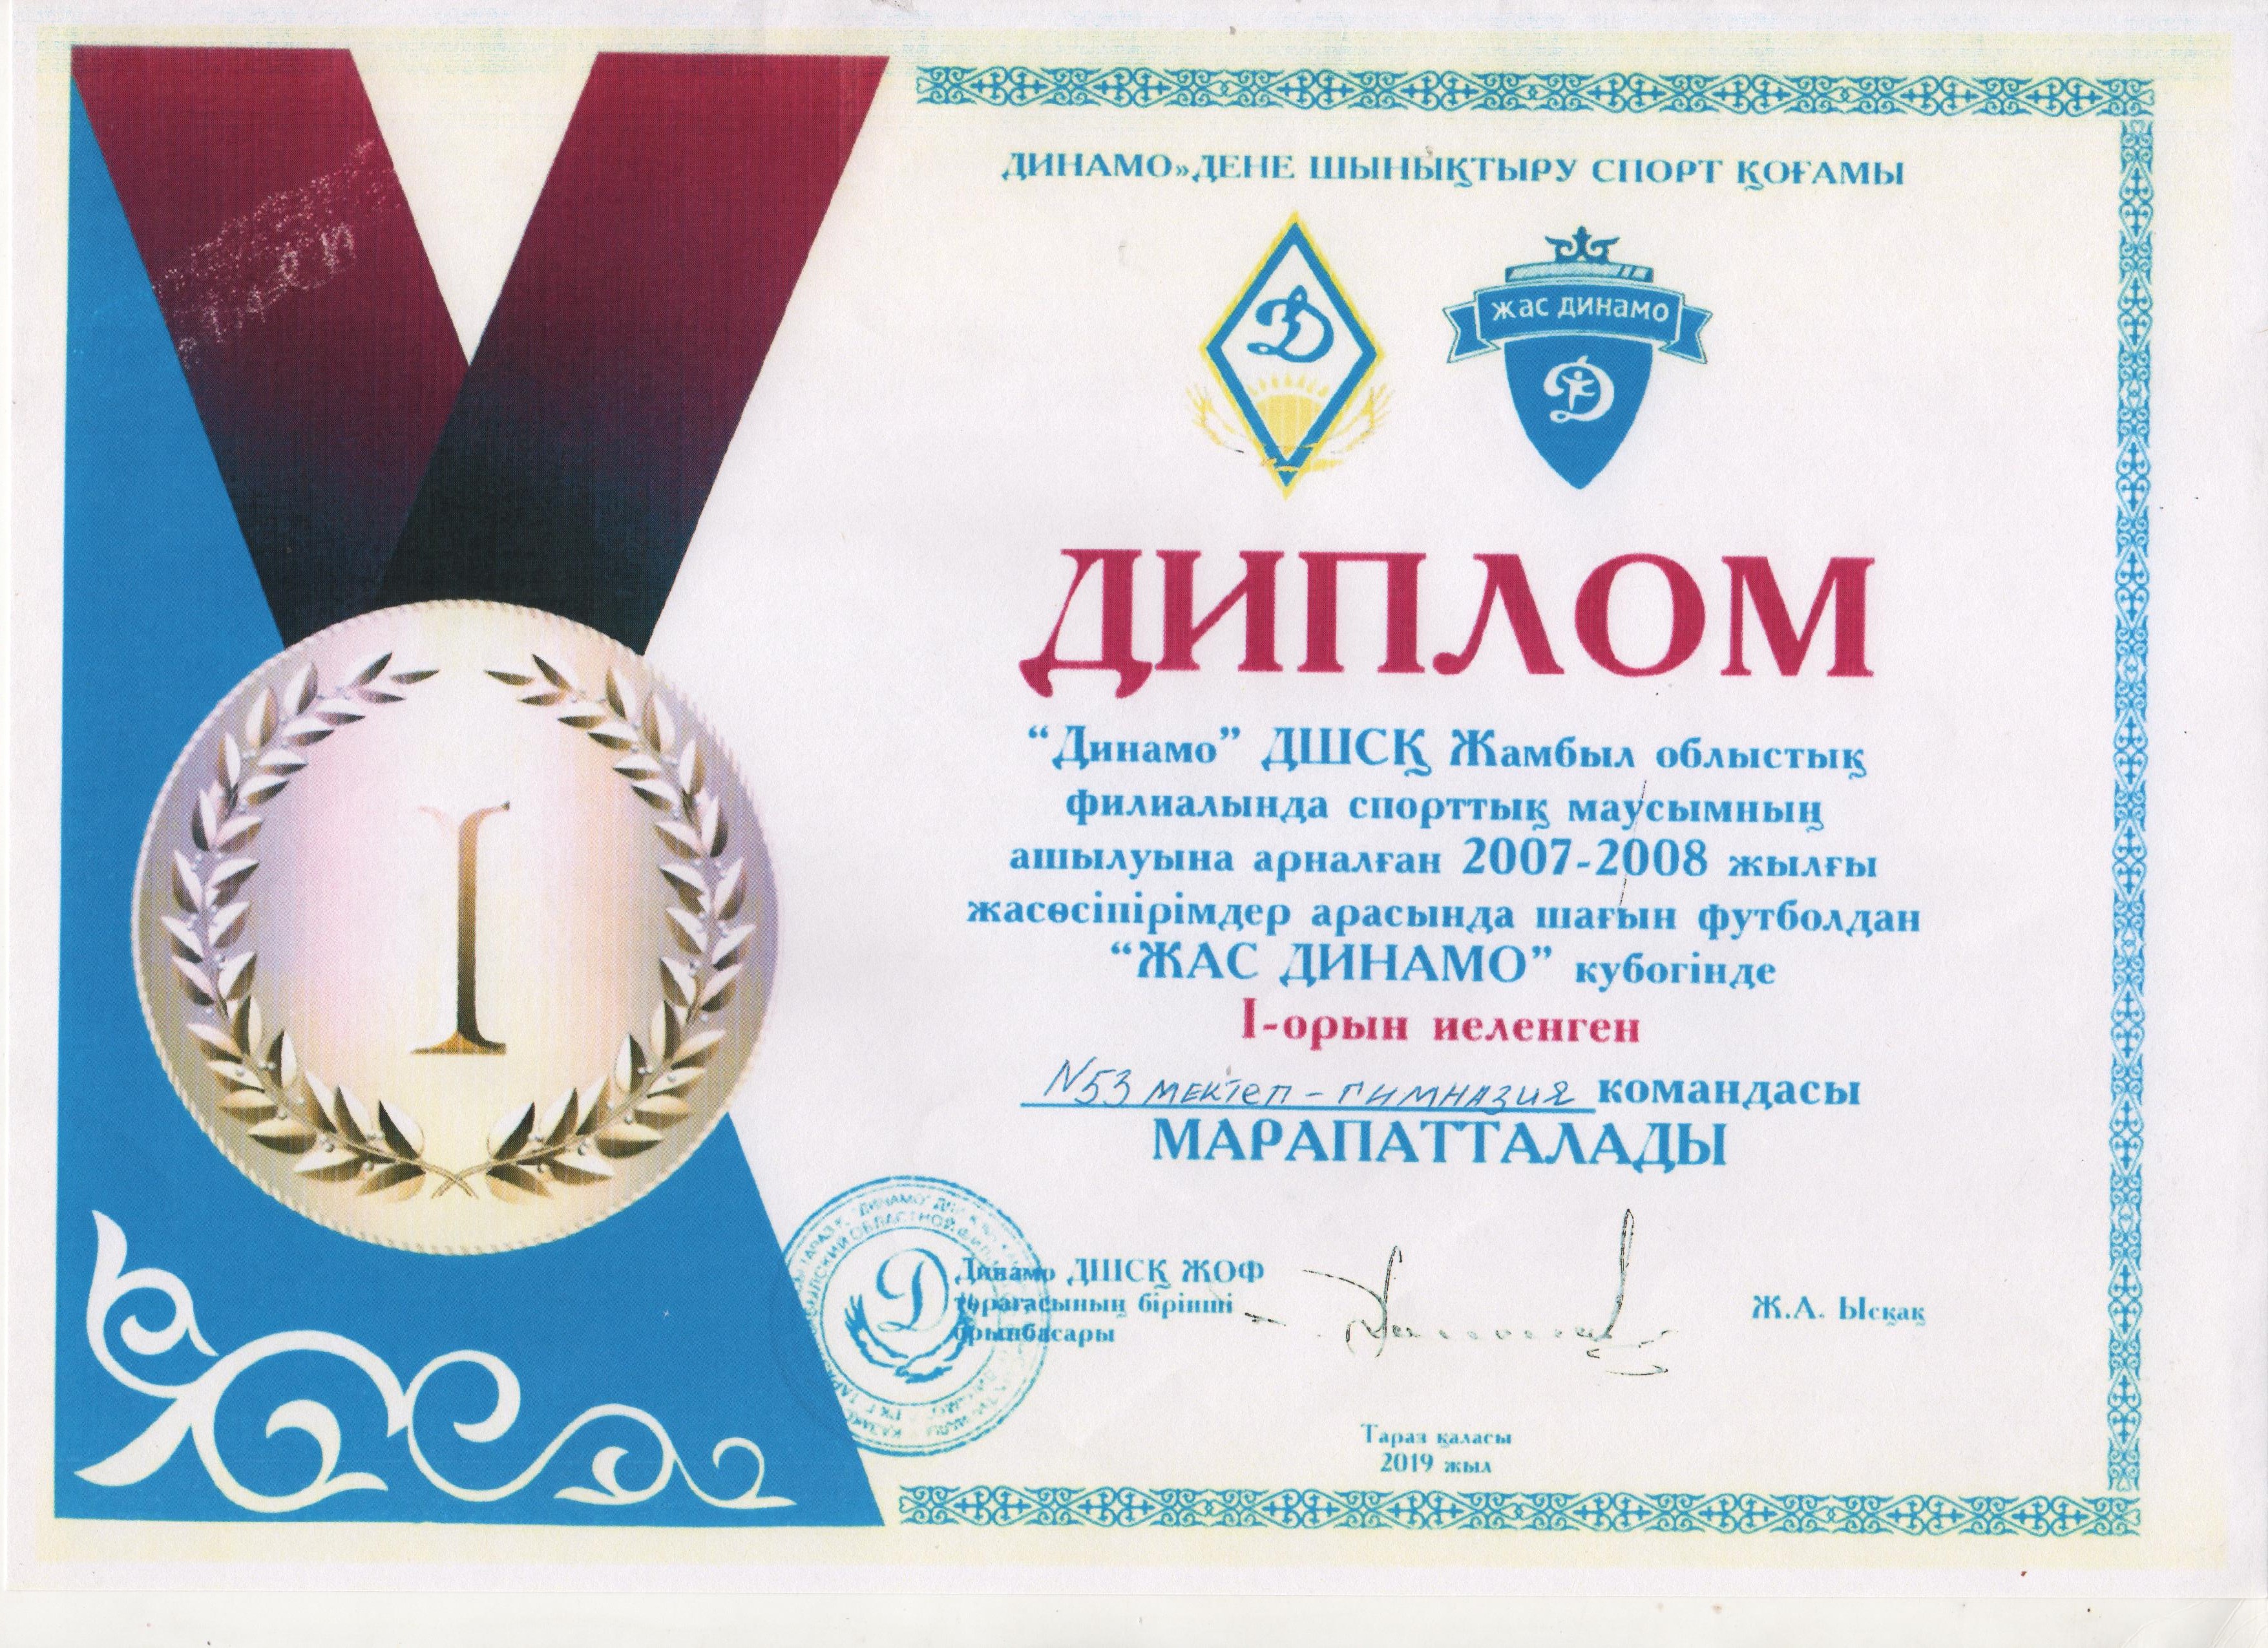 ДИНАМО» ДЕНЕ ШЫНЫҚТЫРУ СПОРТ ҚОҒАМЫ
ЖАС ДИНАМО
ДИПЛОМ
“Динамо” ДШСҚ Жамбыл облыстық
филиалында спорттық маусымның
ашылуына арналған 2007-2008 жылғы
жасөсіпірімдер арасында шағын футболдан
“ЖАС ДИНАМО” кубогінде
I-орын иеленген
N53 мектеп-гимназия командасы
МАРАПАТТАЛАДЫ
I
Динамо ДШСҚ ЖОФ
төрағасының бірінші
орынбасары
Ж.А. Ысқақ
Тараз қаласы
2019 жыл